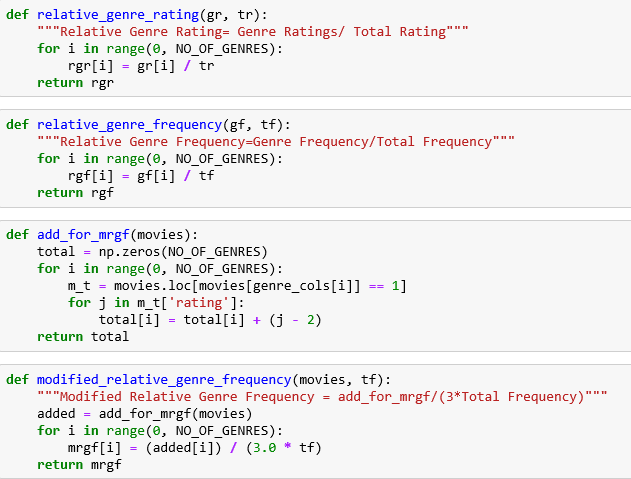 def relative_genre_rating(gr, tr):
    """Relative Genre Rating= Genre Ratings/ Total Rating"""
    for i in range(0, NO_OF_GENRES):
        rgr[i] = gr[i] / tr
    return rgr
def relative_genre_frequency(gf, tf):
    """Relative Genre Frequency=Genre Frequency/Total Frequency"""
    for i in range(0, NO_OF_GENRES):
        rgf[i] = gf[i] / tf
    return rgf
def add_for_mrgf(movies):
    total = np.zeros(NO_OF_GENRES)
    for i in range(0, NO_OF_GENRES):
        m_t = movies.loc[movies[genre_cols[i]] == 1]
        for j in m_t['rating']:
            total[i] = total[i] + (j - 2)
    return total
def modified_relative_genre_frequency(movies, tf):
    """Modified Relative Genre Frequency = add_for_mrgf/(3*Total Frequency)"""
    added = add_for_mrgf(movies)
    for i in range(0, NO_OF_GENRES):
        mrgf[i] = (added[i]) / (3.0 * tf)
    return mrgf